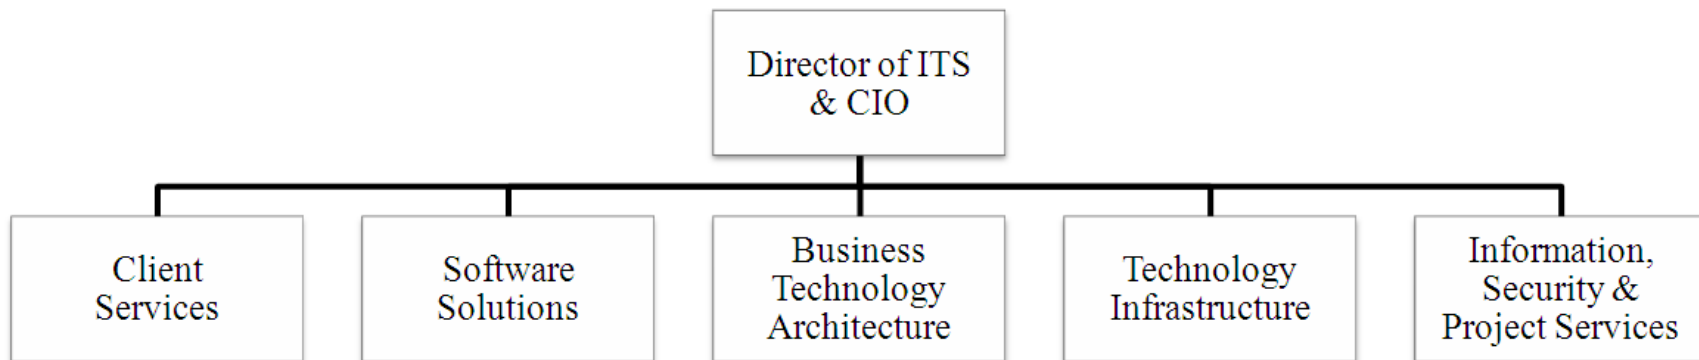 Director of ITS
& CIO
Client
Services
Software
Solutions
Business
Technology
Architecture
Technology
Infrastructure
Information,
Security &
Project Services